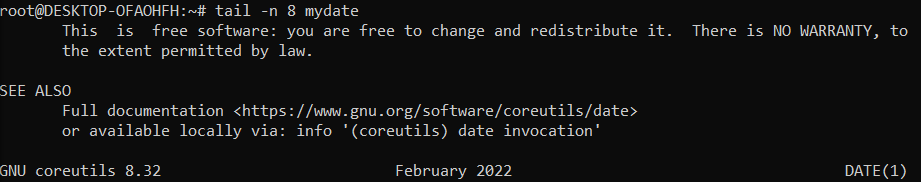 root@DESKTOP-OFAOHFH:~# tail -n 8 mydate
This  is  free software: you are free to change and redistribute it.  There is NO WARRANTY, to
the extent permitted by law.
SEE ALSO
Full documentation <https://www.gnu.org/software/coreutils/date>
or available locally via: info '(coreutils) date invocation'
GNU coreutils 8.32 February 2022 DATE(1)